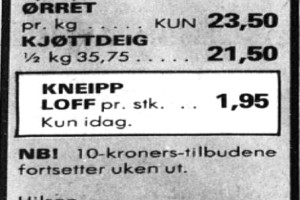 ØRRET
pr. kg .... KUN 23,50
KJØTTDEIG
½ kg 35,75 ..... 21,50
KNEIPP
LOFF pr. stk. .. 1,95
Kun idag.
NB! 10-kroners-tilbudene
fortsetter uken ut.